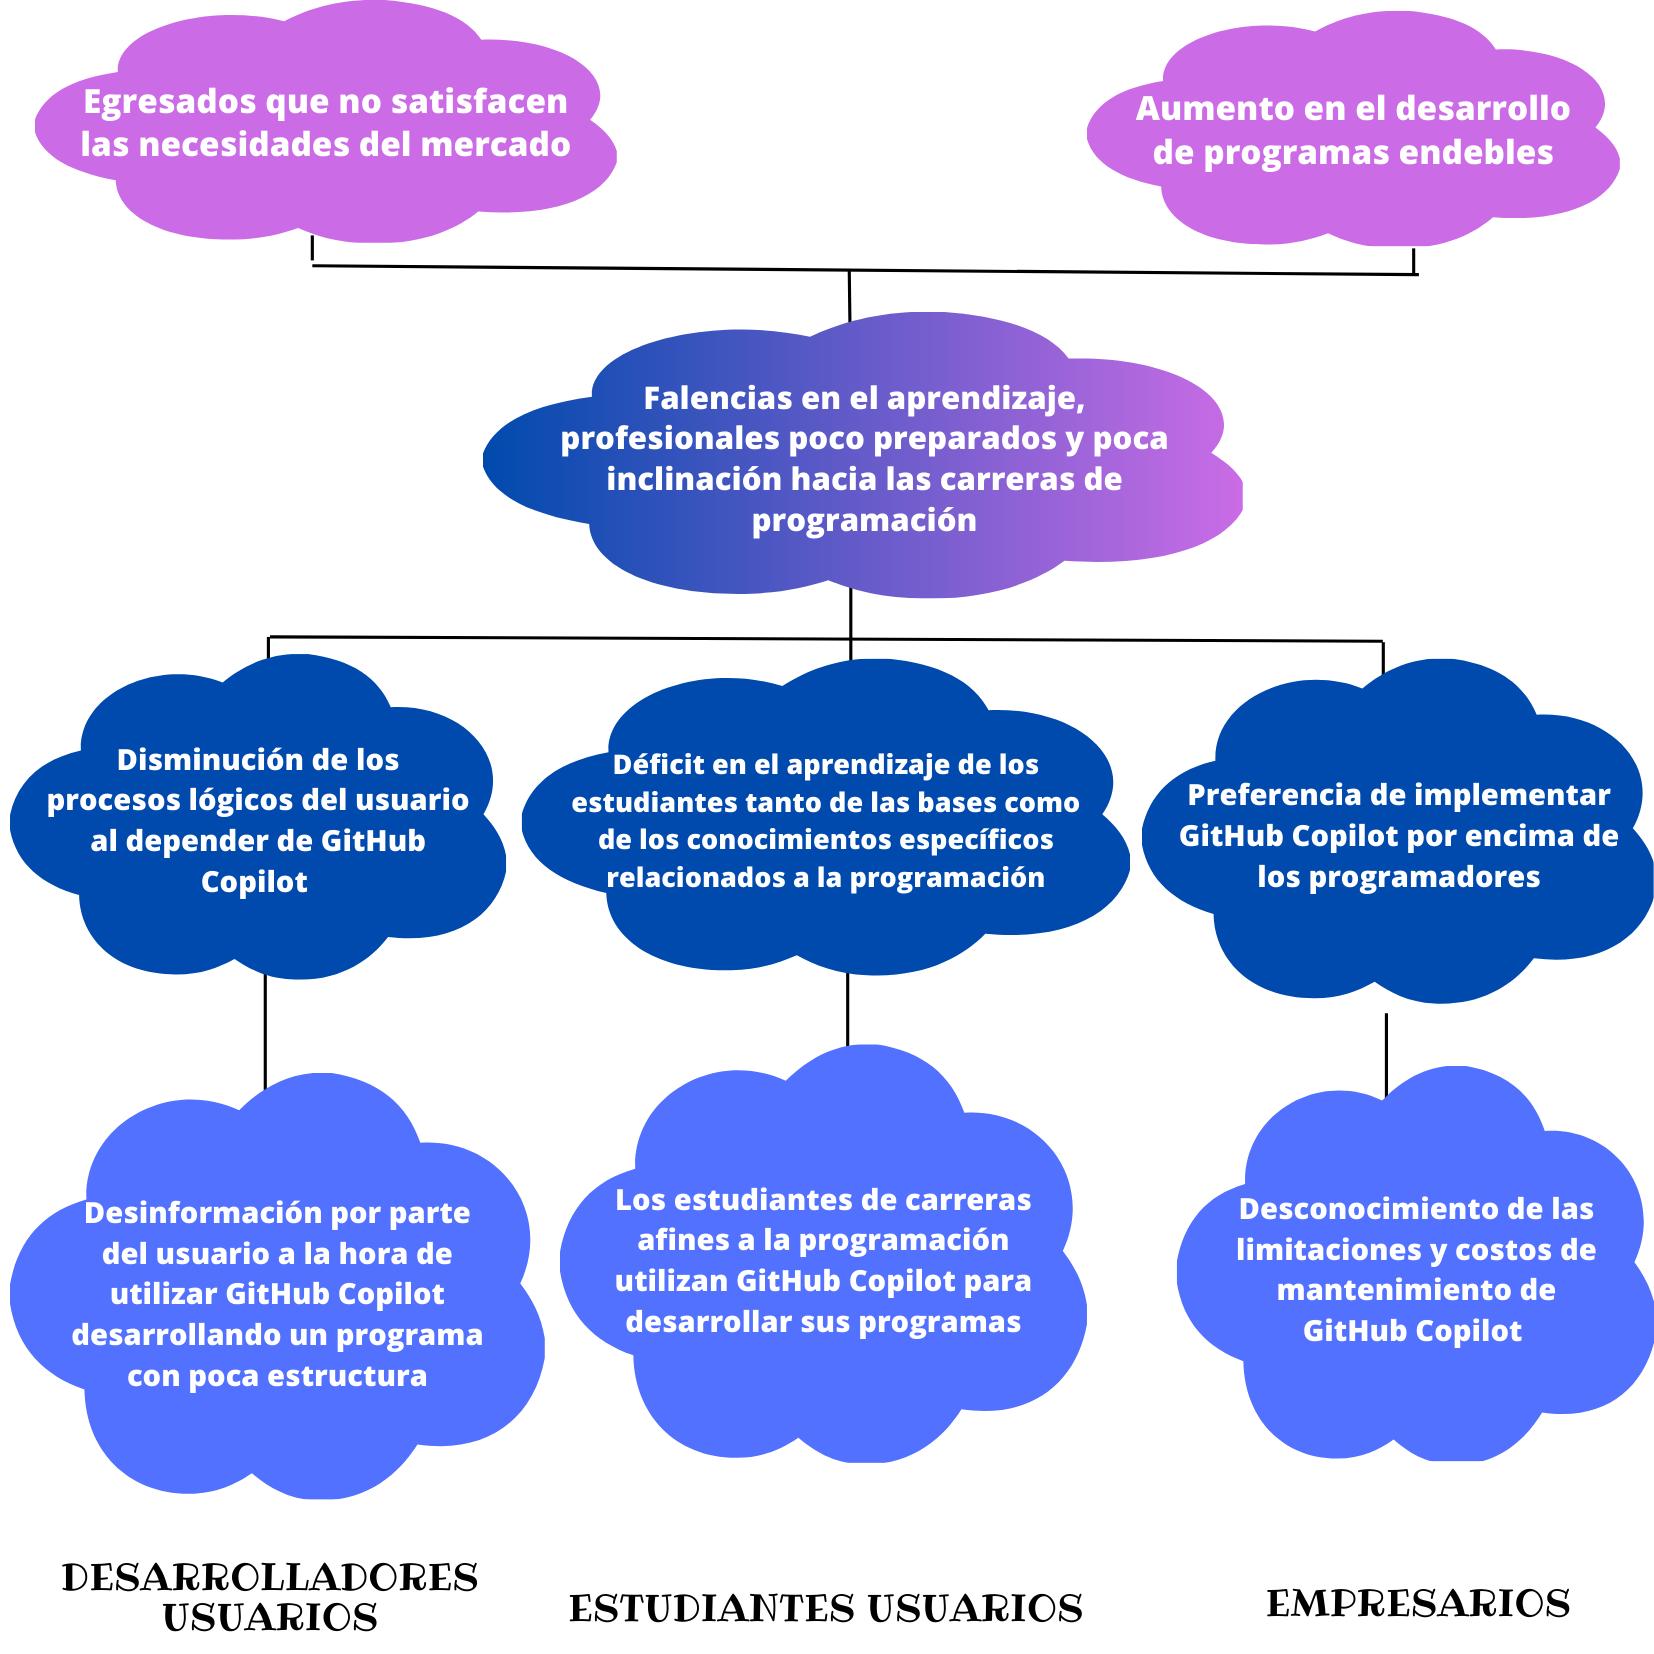 Egresados que no satisfacen
las necesidades del mercado
Aumento en el desarrollo
de programas endebles
Falencias en el aprendizaje,
profesionales poco preparados y poca
inclinación hacia las carreras de
programación
Disminución de los
procesos lógicos del usuario
al depender de GitHub
Copilot
Déficit en el aprendizaje de los
estudiantes tanto de las bases como
de los conocimientos específicos
relacionados a la programación
Preferencia de implementar
GitHub Copilot por encima de
los programadores
Desinformación por parte
del usuario a la hora de
utilizar GitHub Copilot
desarrollando un programa
con poca estructura
Los estudiantes de carreras
afines a la programación
utilizan GitHub Copilot para
desarrollar sus programas
Desconocimiento de las
limitaciones y costos de
mantenimiento de
GitHub Copilot
DESARROLLADORES
USUARIOS
ESTUDIANTES USUARIOS
EMPRESARIOS